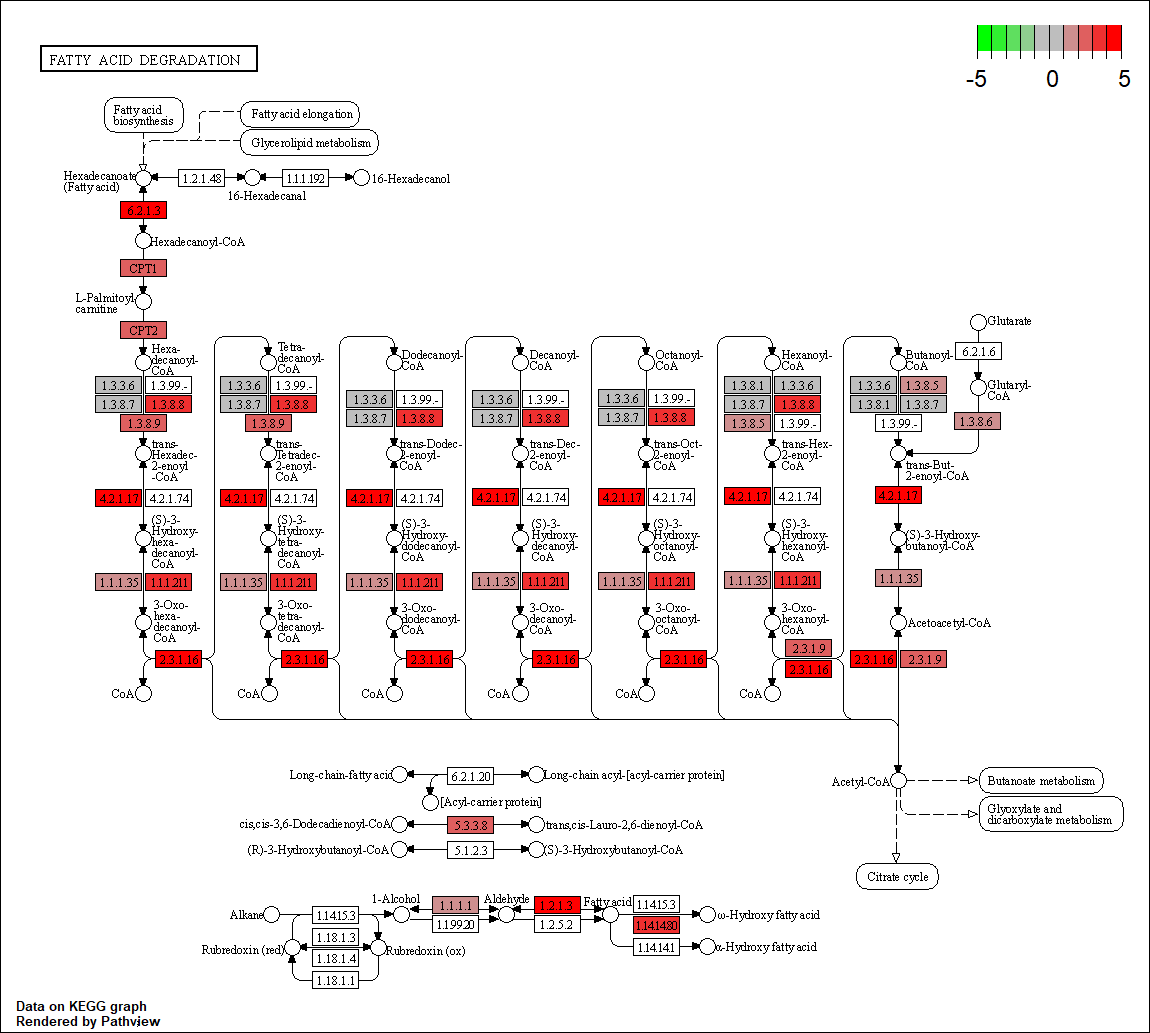 FATTY ACID DEGRADATION
-5 0 5
Fatty acid
biosynthesis
Fatty acid elongation
Glycerolipid metabolism
Hexadecanoate
(Fatty acid)
1.2.1.48
1.1.1.192
16-Hexadecanol
16-Hexadecanal
6.2.1.3
Hexadecanoyl-CoA
CPT1
L-Palmitoyl
carnitine
CPT2
Glutarate
6.2.1.6
Glutaryl-
CoA
1.3.8.6
Hexa-
decanoyl-
CoA
Tetra-
decanoyl-
CoA
Dodecanoyl-
CoA
Decanoyl-
CoA
Octanoyl-
CoA
Hexanoyl-
CoA
Butanoyl-
CoA
1.3.3.6 1.3.99.- 1.3.3.6 1.3.99.- 1.3.3.6 1.3.99.- 1.3.3.6 1.3.99.- 1.3.3.6 1.3.99.- 1.3.8.1 1.3.3.6 1.3.3.6 1.3.8.5
1.3.8.7 1.3.8.8 1.3.8.7 1.3.8.8 1.3.8.7 1.3.8.8 1.3.8.7 1.3.8.8 1.3.8.7 1.3.8.8 1.3.8.7 1.3.8.8 1.3.8.1 1.3.8.7
1.3.8.9 1.3.8.9 1.3.8.5 1.3.99.- 1.3.99.-
trans-
Hexadec-
2-enoyl
-CoA
trans-
Tetradec-
2-enoyl-
CoA
trans-Dodec-
2-enoyl-
CoA
trans-Dec-
2-enoyl-
CoA
trans-Oct-
2-enoyl-
CoA
trans-Hex-
2-enoyl-
CoA
trans-But-
2-enoyl-CoA
4.2.1.17 4.2.1.74 4.2.1.17 4.2.1.74 4.2.1.17 4.2.1.74 4.2.1.17 4.2.1.74 4.2.1.17 4.2.1.74 4.2.1.17 4.2.1.74 4.2.1.17
(S)-3-
Hydroxy-
hexa-
decanoyl-
CoA
(S)-3-
Hydroxy-
tetra-
decanoyl-
CoA
(S)-3-
Hydroxy-
dodecanoyl-
CoA
(S)-3-
Hydroxy-
decanoyl-
CoA
(S)-3-
Hydroxy-
octanoyl-
CoA
(S)-3-
Hydroxy-
hexanoyl-
CoA
(S)-3-Hydroxy-
butanoyl-CoA
1.1.1.35 1.1.1.211 1.1.1.35 1.1.1.211 1.1.1.35 1.1.1.211 1.1.1.35 1.1.1.211 1.1.1.35 1.1.1.211 1.1.1.35 1.1.1.211 1.1.1.35
3-Oxo-
hexa-
decanoyl-
CoA
3-Oxo-
tetra-
decanoyl-
CoA
3-Oxo-
dodecanoyl-
CoA
3-Oxo-
decanoyl-
CoA
3-Oxo-
octanoyl-
CoA
3-Oxo-
hexanoyl-
CoA
Acetoacetyl-CoA
2.3.1.16 2.3.1.16 2.3.1.16 2.3.1.16 2.3.1.16 2.3.1.9 2.3.1.16 2.3.1.16 2.3.1.9
CoA CoA CoA CoA CoA CoA
Acetyl-CoA
Butanoate metabolism
Glyoxylate and
dicarboxylate metabolism
Citrate cycle
Long-chain-fatty acid 6.2.1.20 Long-chain acyl-[acyl-carrier protein]
[Acyl-carrier protein]
cis,cis-3,6-Dodecadienoyl-CoA 5.3.3.8 trans,cis-Lauro-2,6-dienoyl-CoA
(R)-3-Hydroxybutanoyl-CoA 5.1.2.3 (S)-3-Hydroxybutanoyl-CoA
1-Alcohol 1.1.1.1 Aldehyde 1.2.1.3 Fatty acid 1.14.15.3
Alkane 1.14.15.3 1.1.99.20 1.2.5.2 ω-Hydroxy fatty acid
1.14.14.80
1.18.1.3
Rubredoxin (red) Rubredoxin (ox) 1.14.14.1 α-Hydroxy fatty acid
1.18.1.4
1.18.1.1
Data on KEGG graph
Rendered by Pathview